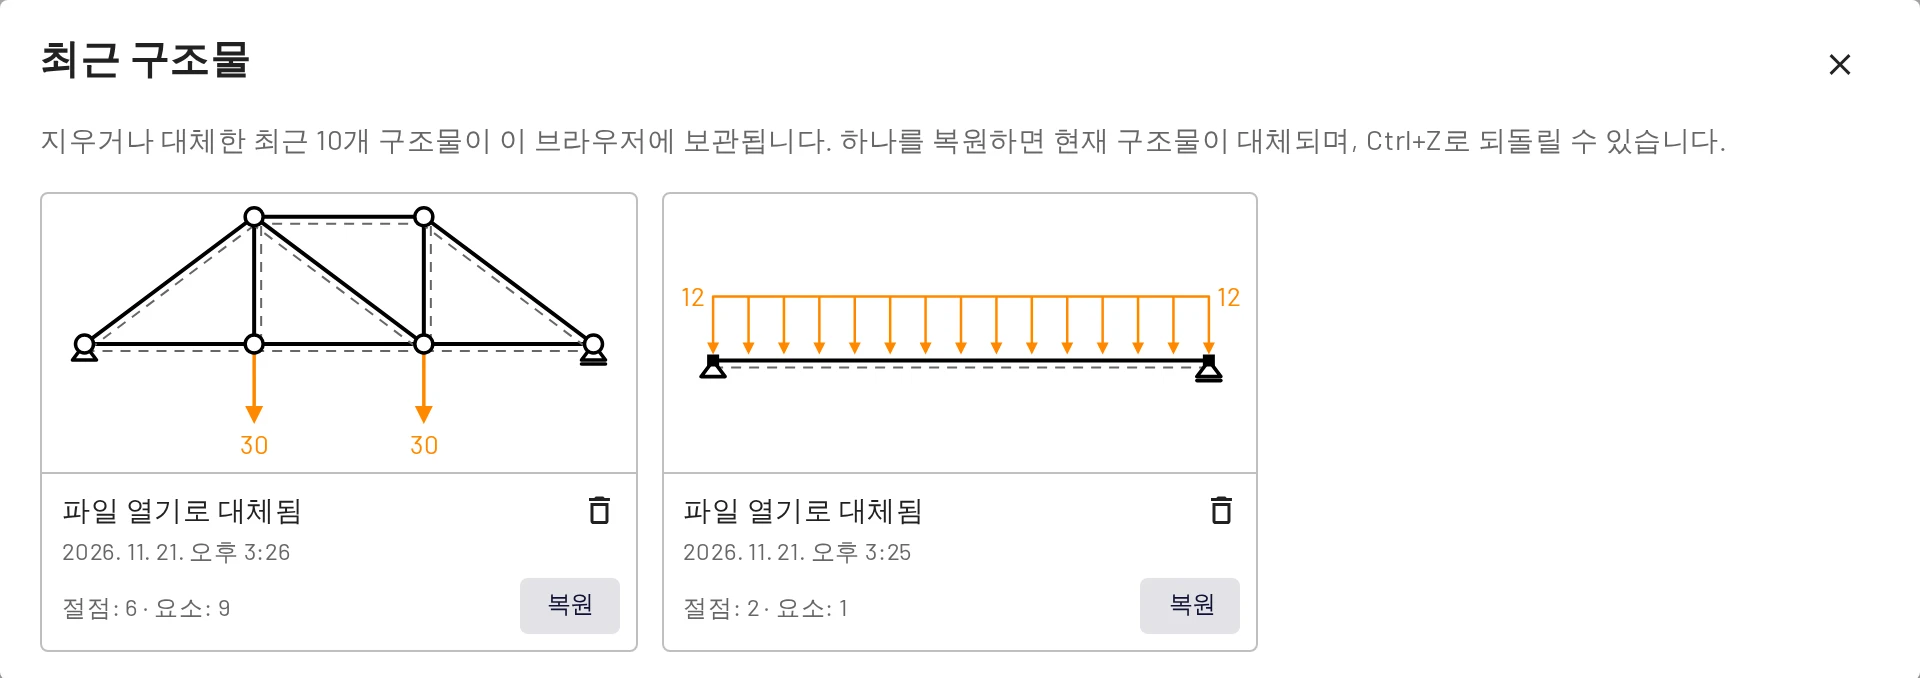 최근 구조물
지우거나 대체한 최근 10개 구조물이 이 브라우저에 보관됩니다. 하나를 복원하면 현재 구조물이 대체되며, Ctrl+Z로 되돌릴 수 있습니다.
30 30
파일 열기로 대체됨
2026. 11. 21. 오후 3:26
절점: 6 · 요소: 9
복원
12 12
파일 열기로 대체됨
2026. 11. 21. 오후 3:25
절점: 2 · 요소: 1
복원